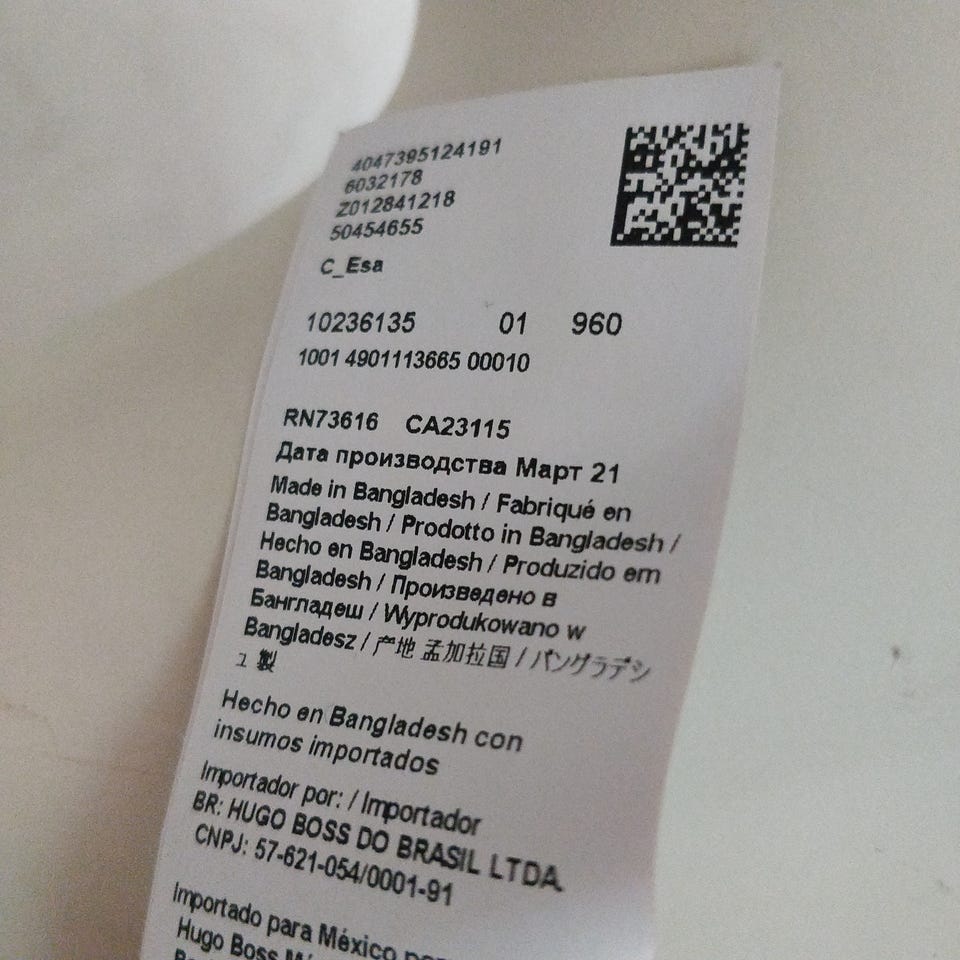 4047395124191
6032178
Z012841218
50454655
C_Esa
10236135 01 960
1001 4901113665 00010
RN73616 CA23115
Дата производства Март 21
Made in Bangladesh / Fabriqué en
Bangladesh / Prodotto in Bangladesh /
Hecho en Bangladesh / Produzido em
Bangladesh / Произведено в
Бангладеш / Wyprodukowano w
Bangladesz / 产地 孟加拉国 / バングラデシ
ュ 製
Hecho en Bangladesh con
insumos importados
Importador por: / Importador
BR: HUGO BOSS DO BRASIL LTDA.
CNPJ: 57-621-054/0001-91
Importado para México
Hugo Boss